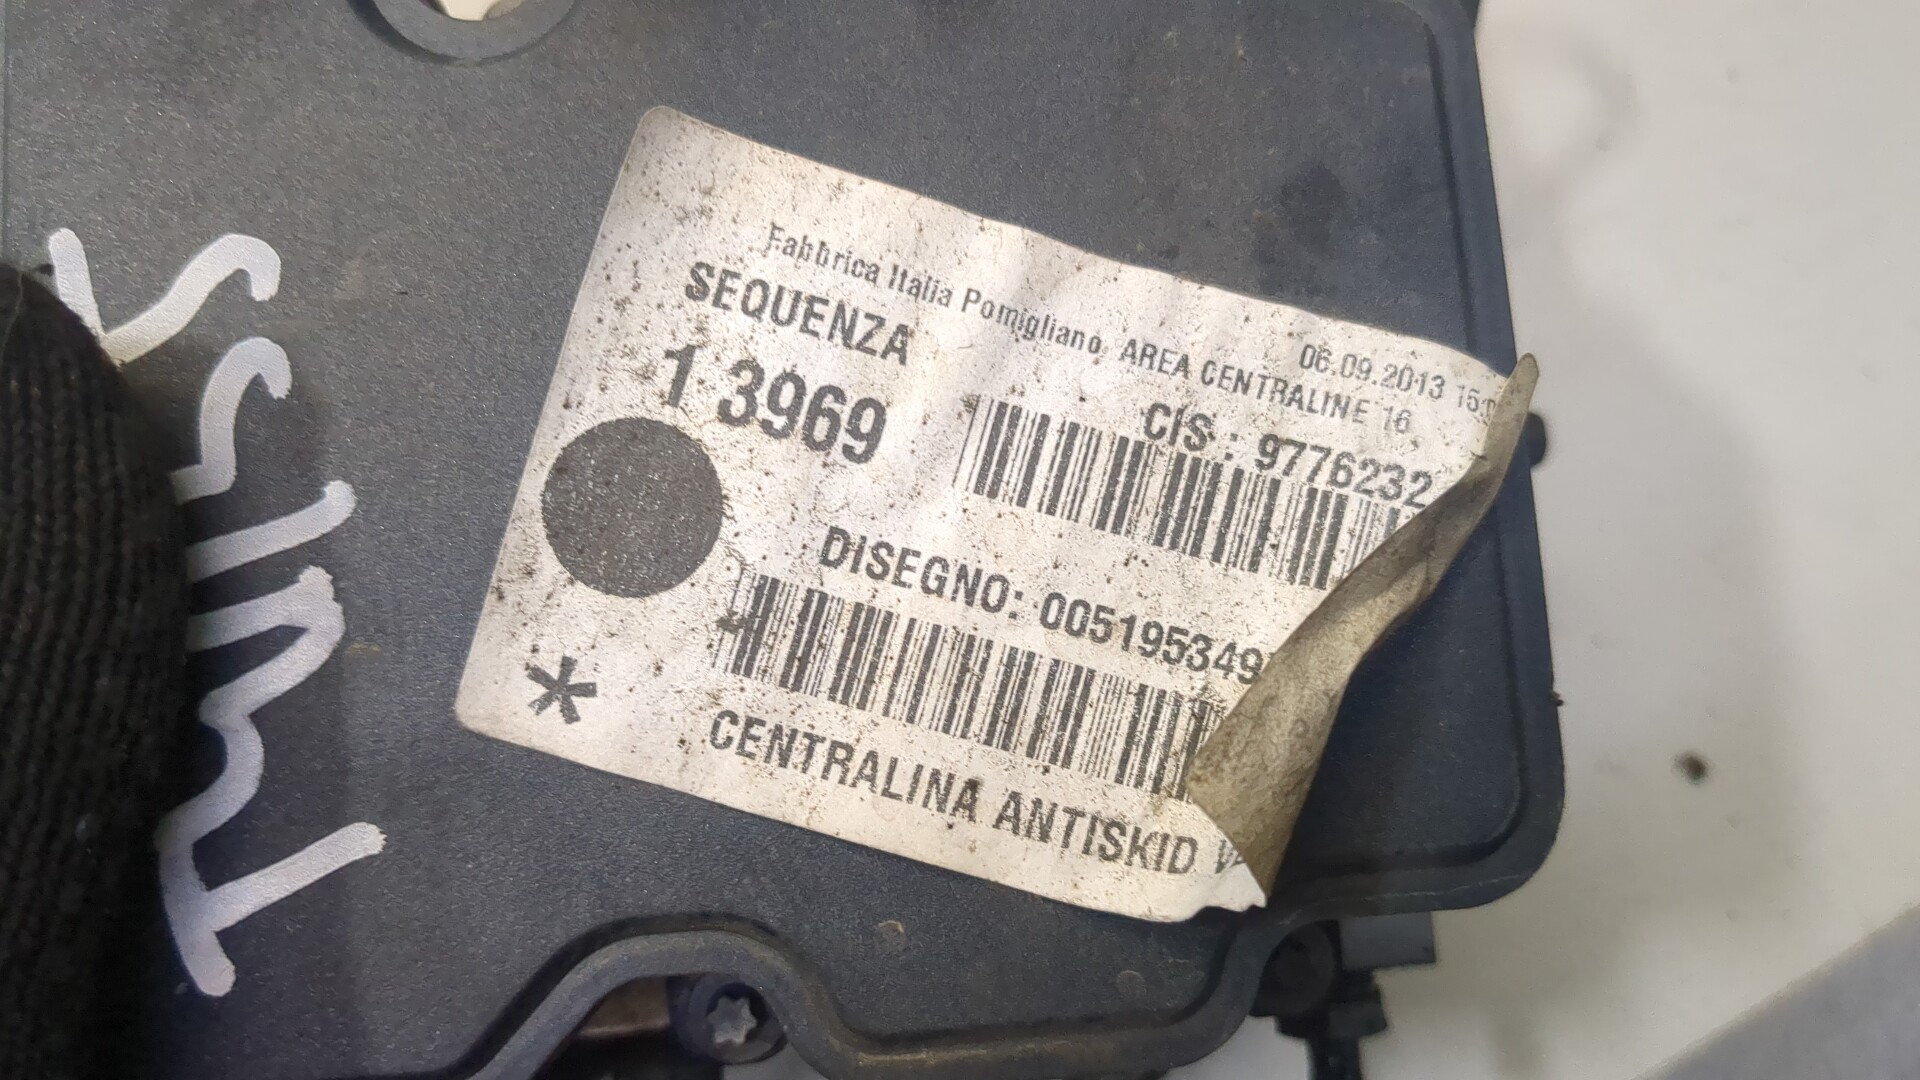 Fabbrica Italia Pomigliano AREA CENTRALINE 16
06.09.2013
SEQUENZA
1 3969
CIS : 9776232
DISEGNO: 005195349
* CENTRALINA ANTISKID